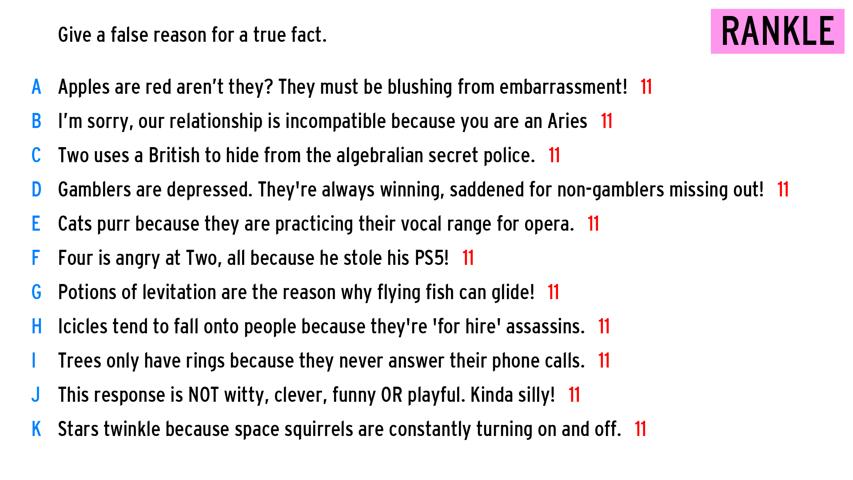 Give a false reason for a true fact.
RANKLE
A Apples are red aren't they? They must be blushing from embarrassment! 11
B I'm sorry, our relationship is incompatible because you are an Aries 11
C Two uses a British to hide from the algebralian secret police. 11
D Gamblers are depressed. They're always winning, saddened for non-gamblers missing out! 11
E Cats purr because they are practicing their vocal range for opera. 11
F Four is angry at Two, all because he stole his PS5! 11
G Potions of levitation are the reason why flying fish can glide! 11
H Icicles tend to fall onto people because they're 'for hire' assassins. 11
I Trees only have rings because they never answer their phone calls. 11
J This response is NOT witty, clever, funny OR playful. Kinda silly! 11
K Stars twinkle because space squirrels are constantly turning on and off. 11